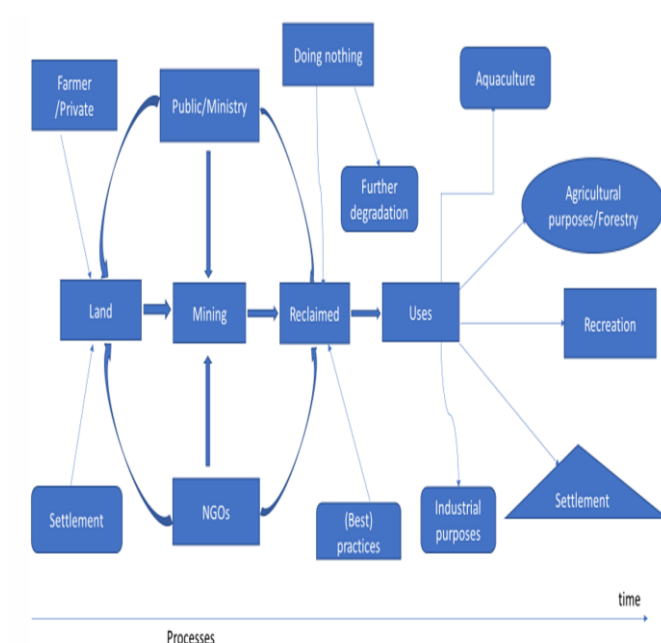 Doing nothing
Aquaculture
Farmer
/Private
Public/Ministry
Further
degradation
Agricultural
purposes/Forestry
Land
Mining
Reclaimed
Uses
Recreation
Settlement
NGOs
(Best)
practices
Industrial
purposes
Settlement
time
Processes